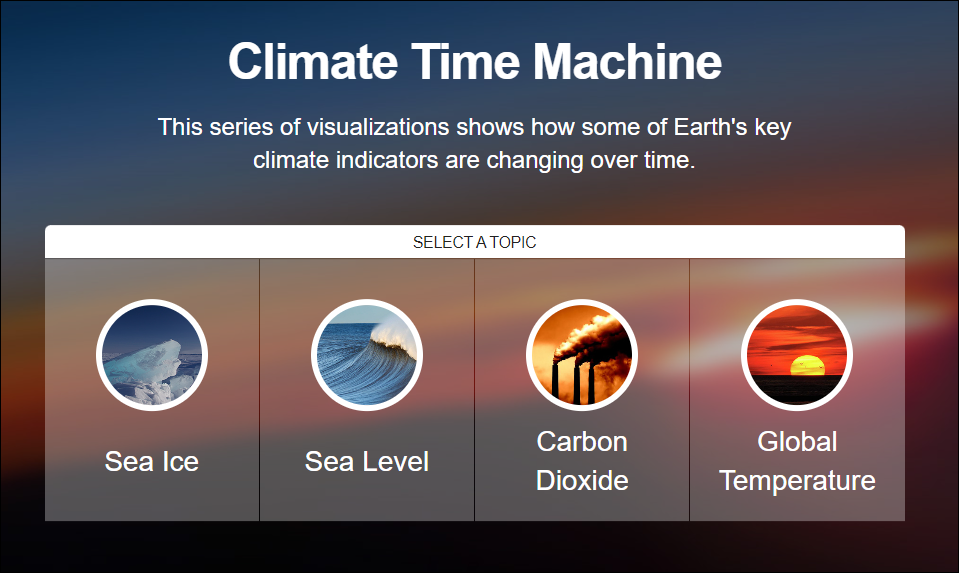 Climate Time Machine
This series of visualizations shows how some of Earth's key
climate indicators are changing over time.
SELECT A TOPIC
Sea Ice
Sea Level
Carbon
Dioxide
Global
Temperature